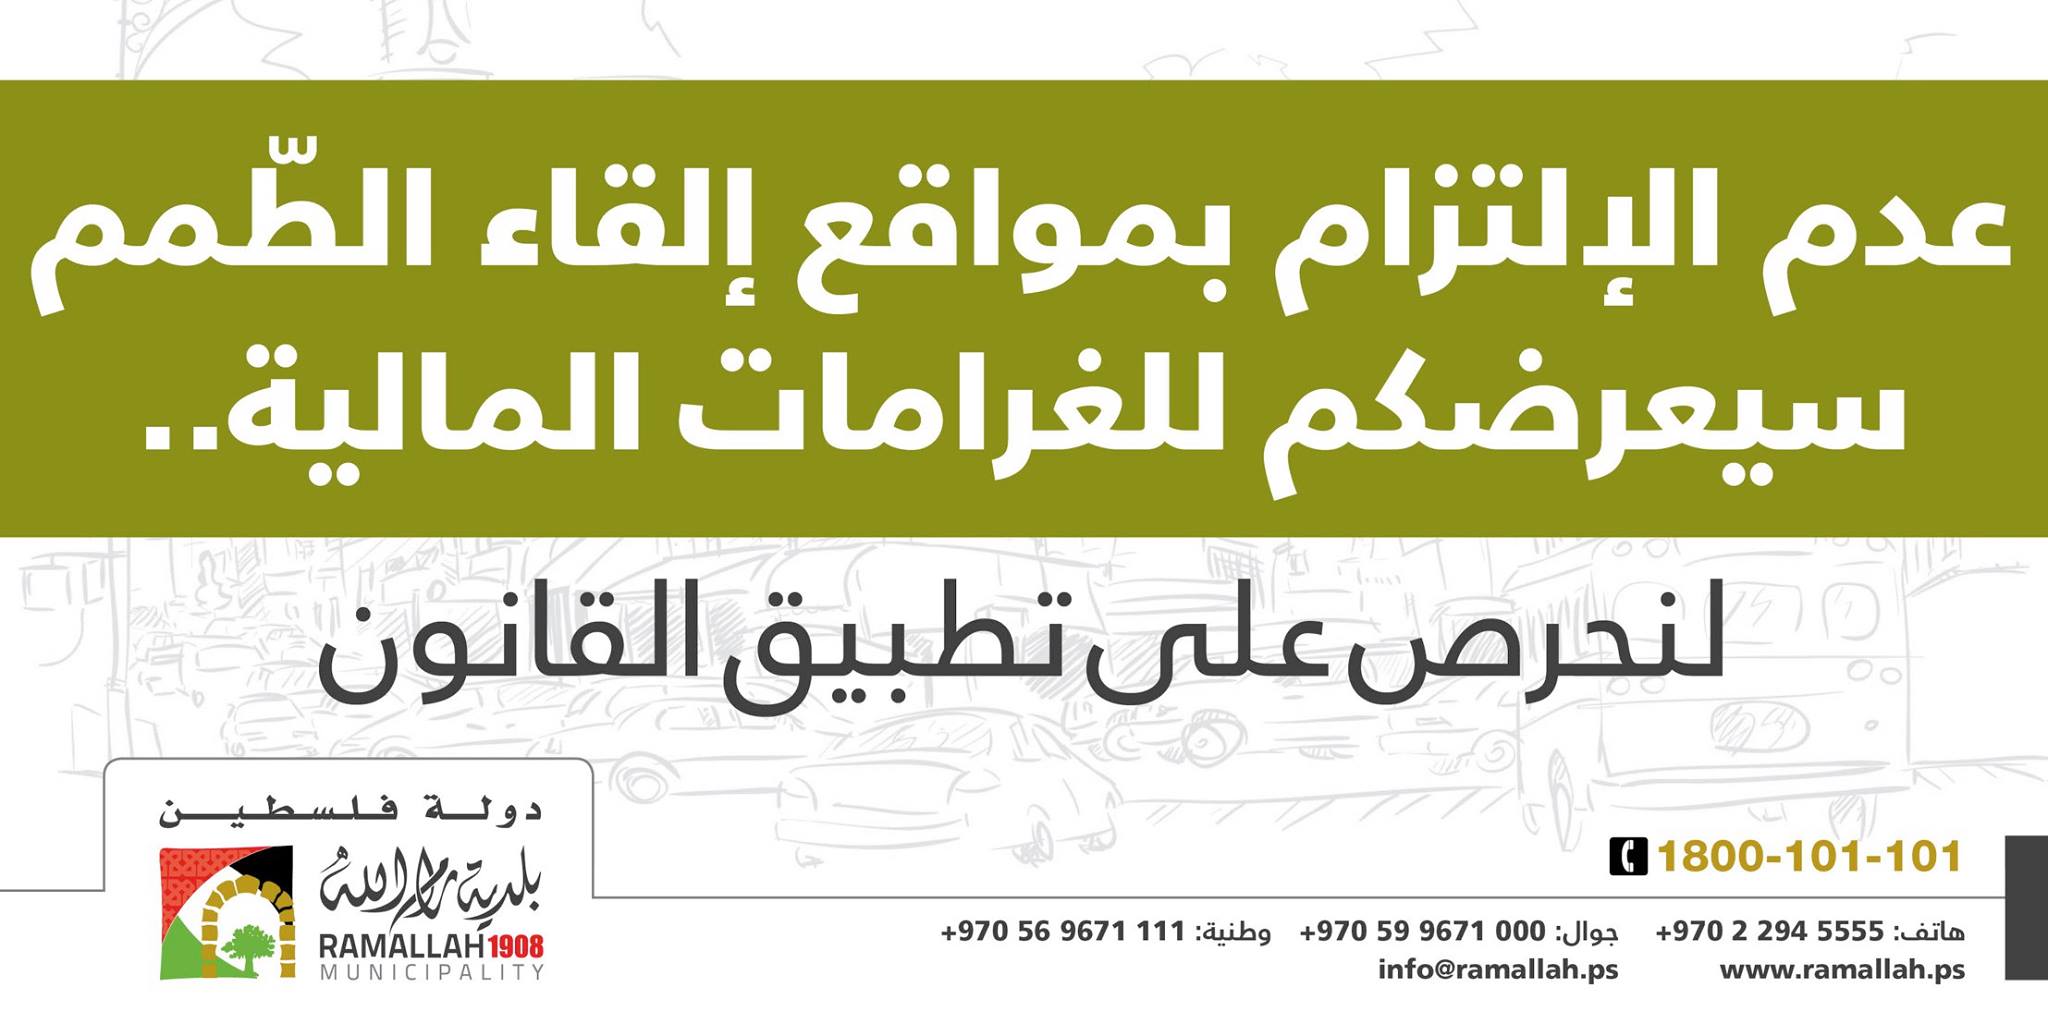 عدم الإلتزام بمواقع إلقاء الطّمم
سيعرضكم للغرامات المالية..
لنحرص على تطبيق القانون
دولة فلسطين
بلدية رام الله
RAMALLAH 1908
MUNICIPALITY
1800-101-101
هاتف: +970 2 294 5555 جوال: +970 59 9671 000 وطنية: +970 56 9671 111
www.ramallah.ps info@ramallah.ps